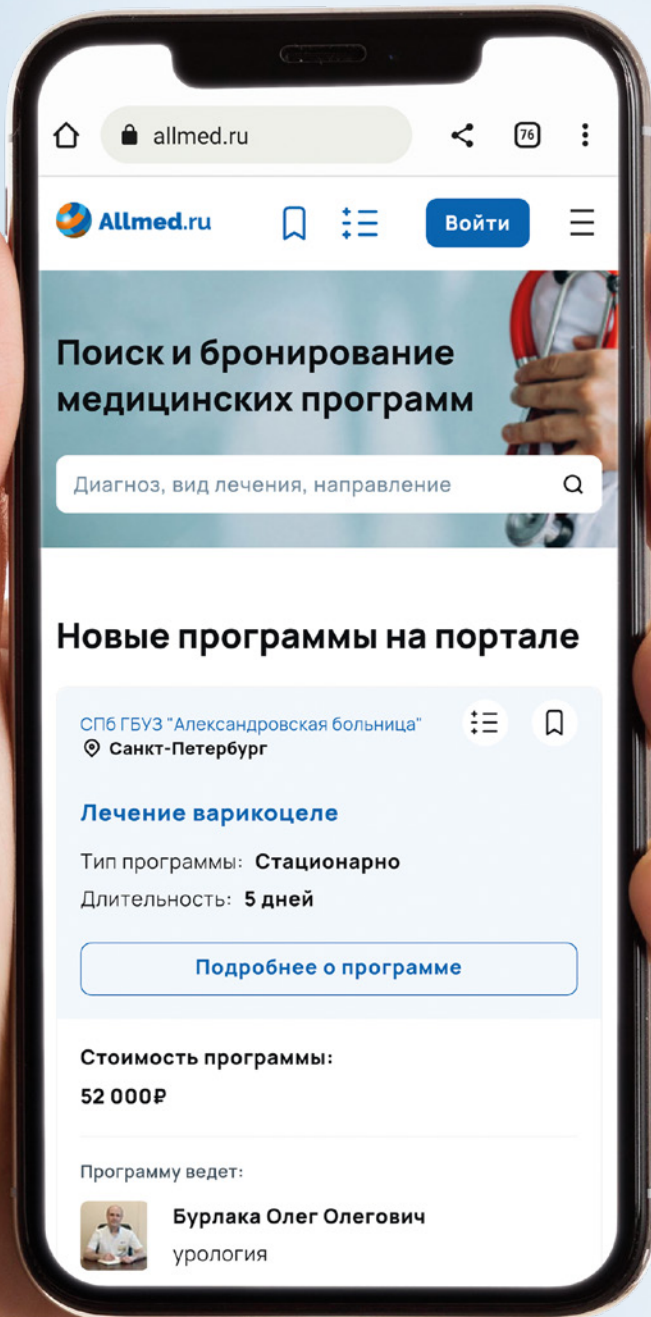 allmed.ru
76
Allmed.ru
Войти
Поиск и бронирование
медицинских программ
Диагноз, вид лечения, направление
Новые программы на портале
СПб ГБУЗ "Александровская больница"
Санкт-Петербург
Лечение варикоцеле
Тип программы: Стационарно
Длительность: 5 дней
Подробнее о программе
Стоимость программы:
52 000₽
Программу ведет:
Бурлака Олег Олегович
урология